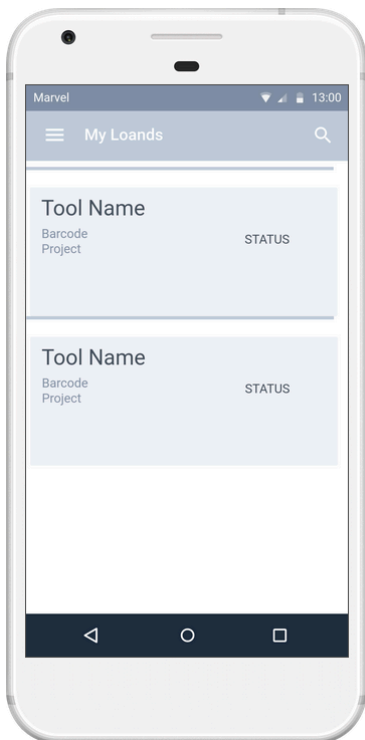 Marvel 13:00
My Loands
Tool Name
Barcode
Project
STATUS
Tool Name
Barcode
Project
STATUS